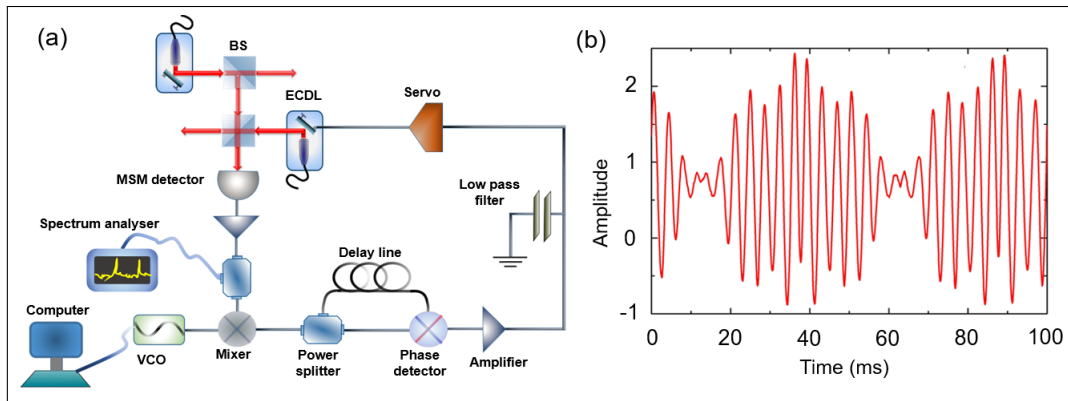 (a)
BS
ECDL
Servo
MSM detector
Low pass
filter
Spectrum analyser
Delay line
Computer
VCO
Mixer
Power
splitter
Phase
detector
Amplifier
(b)
Amplitude
2
1
0
-1
0 20 40 60 80 100
Time (ms)